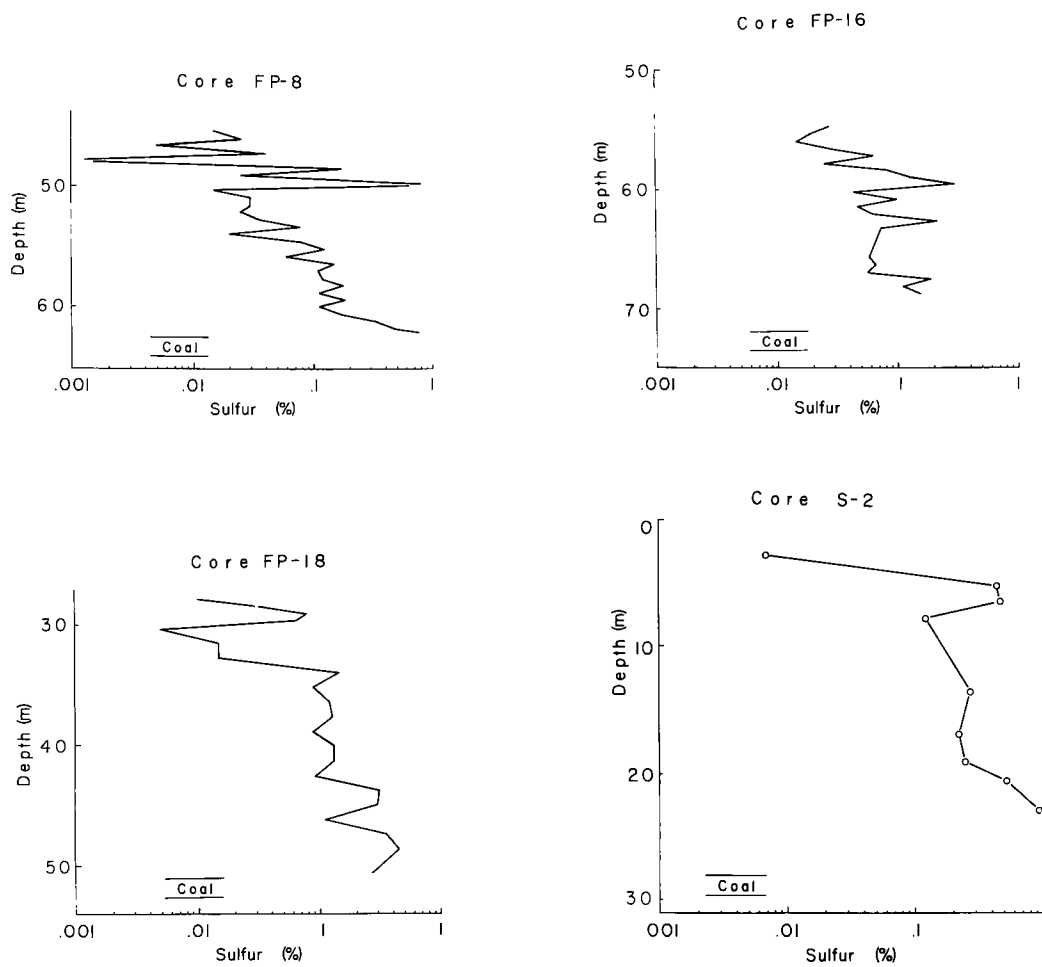 Core FP-8
Depth (m)
50
60
Coal
.001
.01
.1
1
Sulfur (%)
Core FP-16
Depth (m)
50
60
70
Coal
.001
.01
.1
1
Sulfur (%)
Core FP-18
Depth (m)
30
40
50
Coal
.001
.01
.1
1
Sulfur (%)
Core S-2
Depth (m)
0
10
20
30
Coal
.001
.01
.1
1
Sulfur (%)